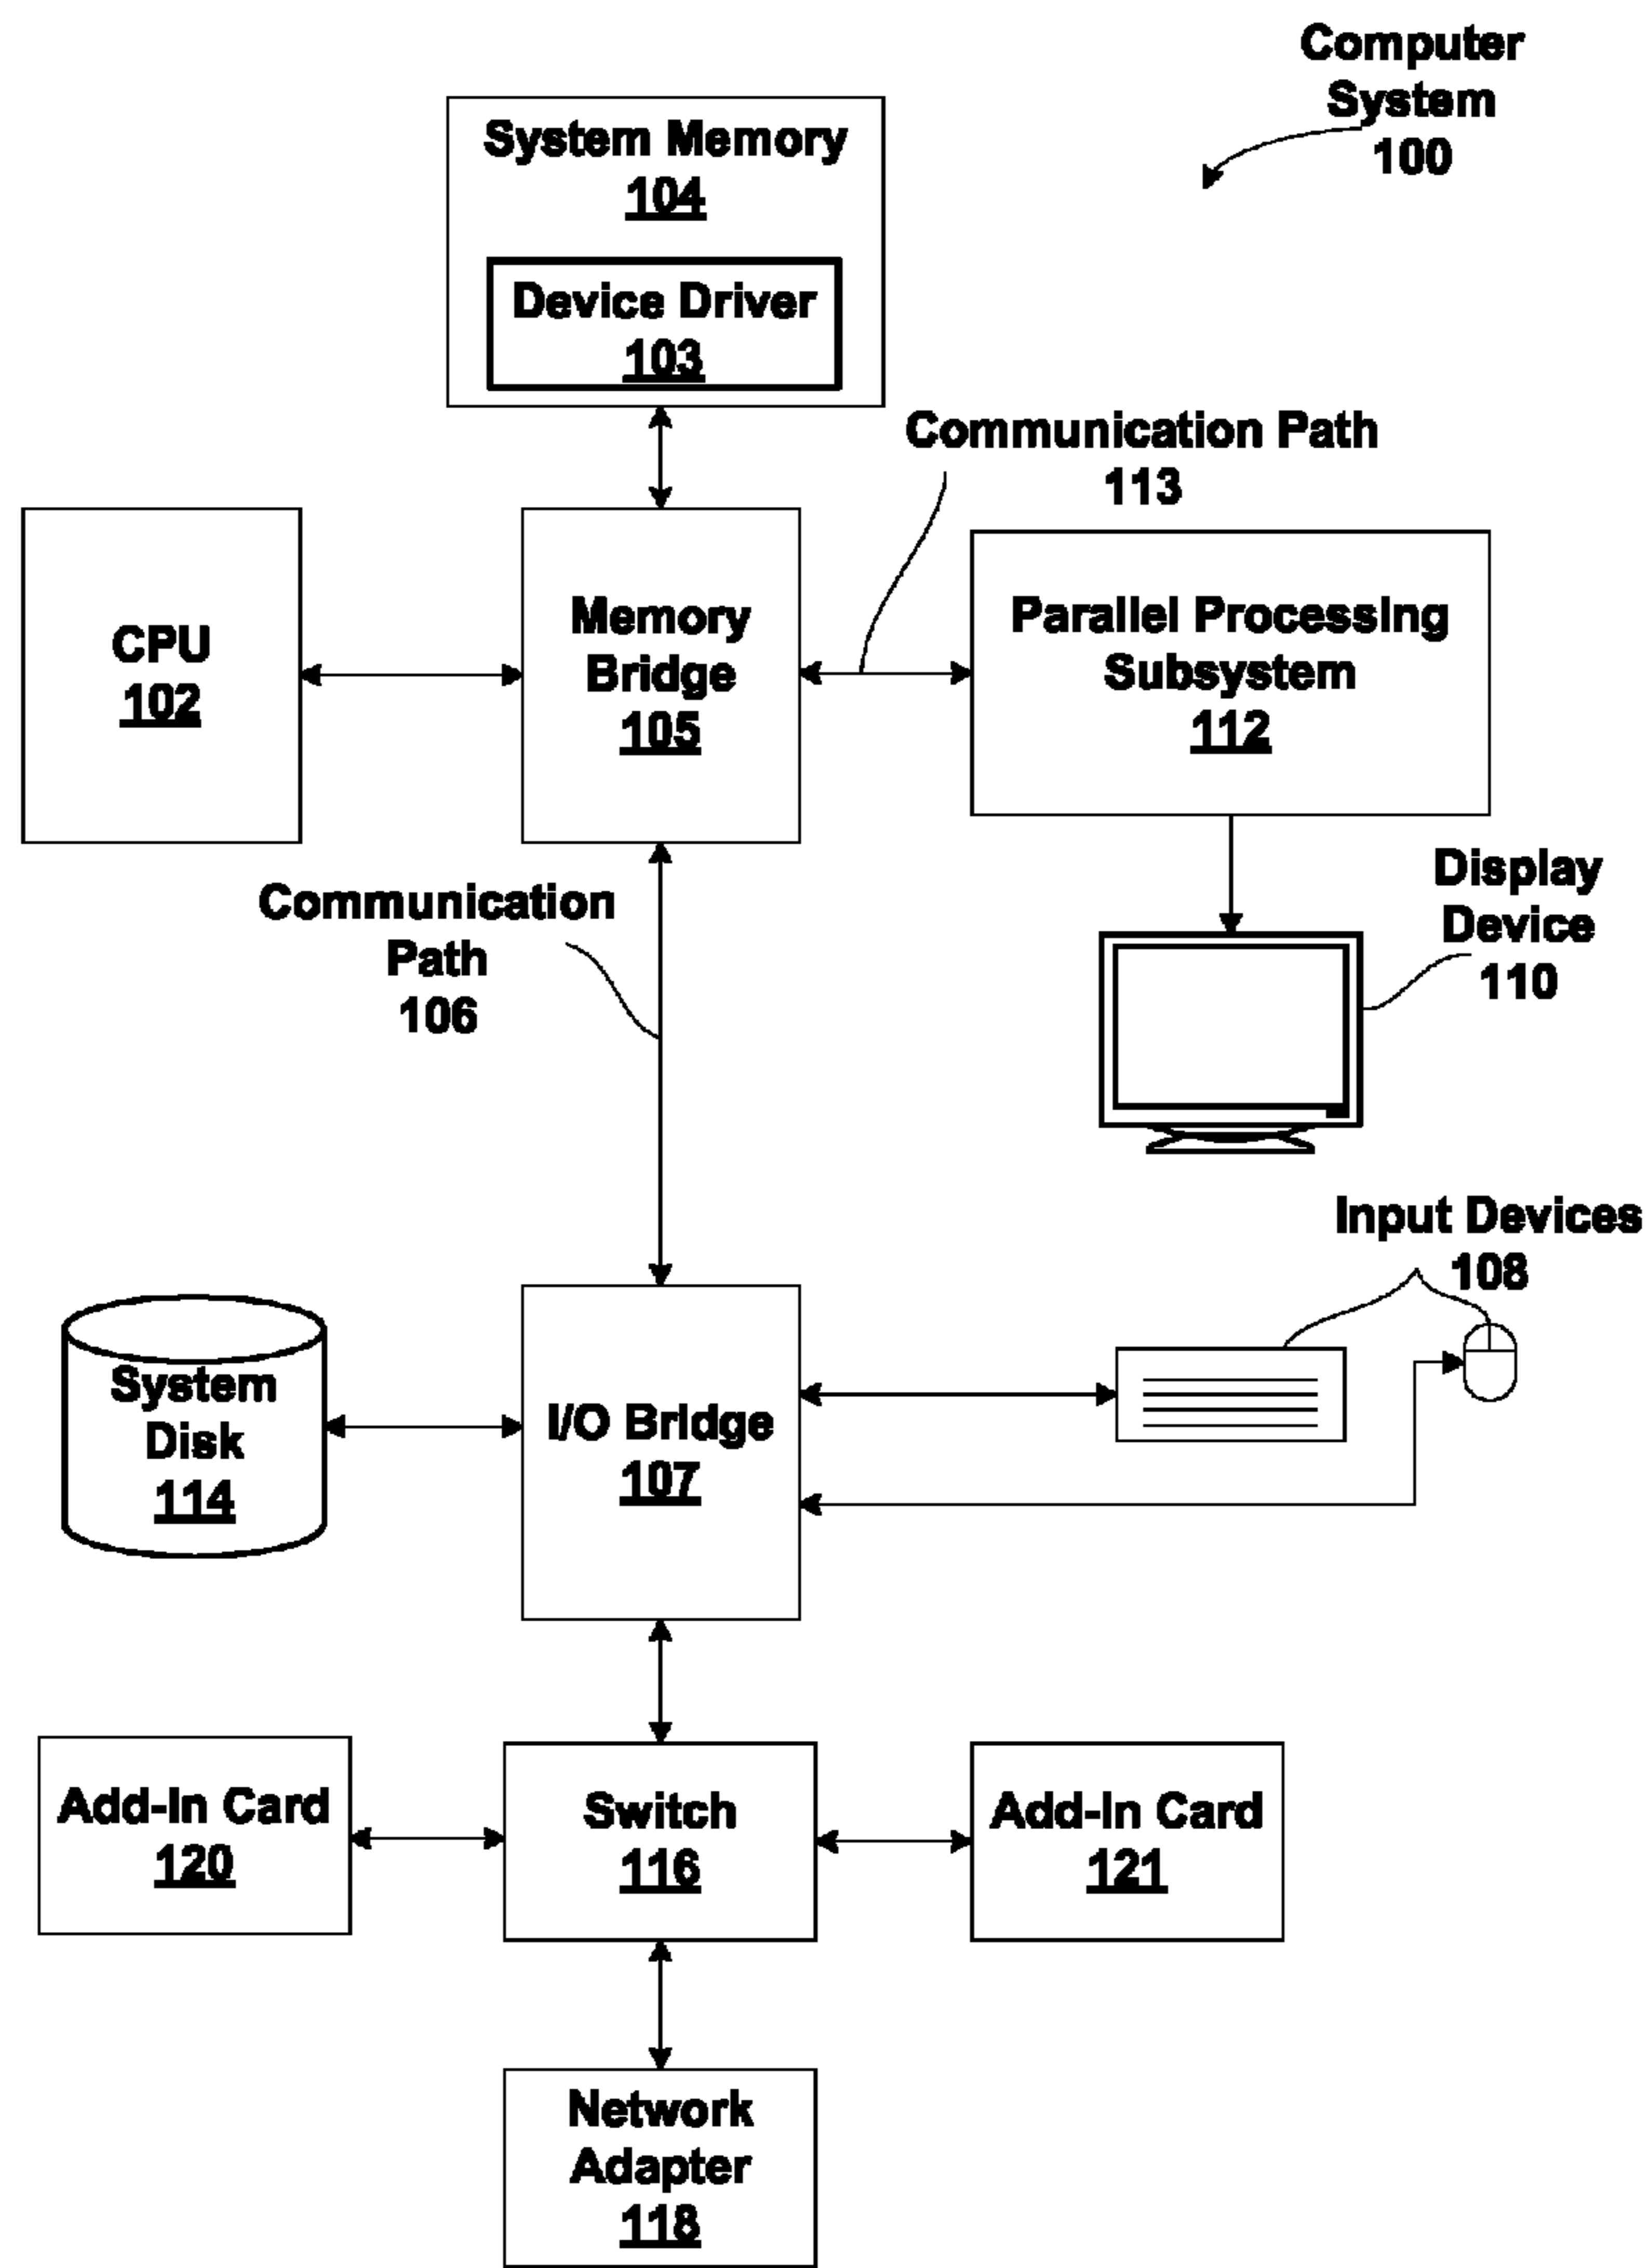 Computer
System
100
System Memory
104
Device Driver
103
Communication Path
113
CPU
102
Memory
Bridge
105
Parallel Processing
Subsystem
112
Communication
Path
106
Display
Device
110
Input Devices
108
System
Disk
114
I/O Bridge
107
Add-In Card
120
Switch
116
Add-In Card
121
Network
Adapter
118